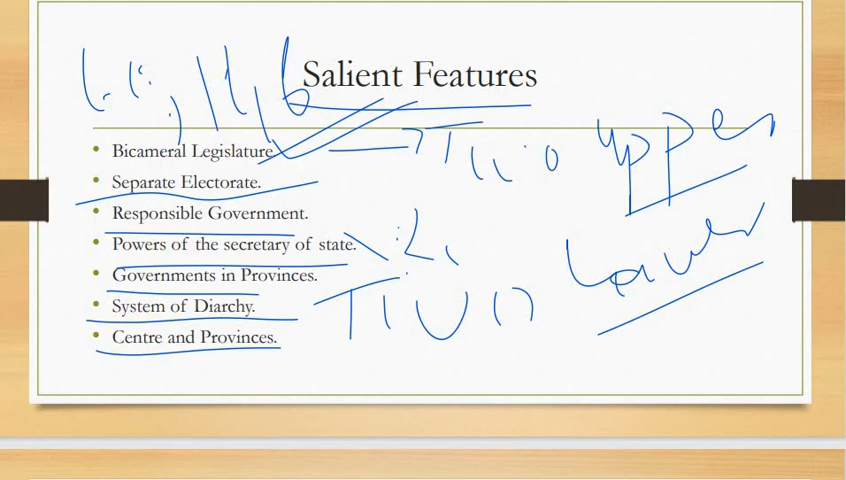 Salient Features
• Bicameral Legislature
Two
Upper
• Separate Electorate.
• Responsible Government.
• Powers of the secretary of state.
Lower
• Governments in Provinces.
• System of Diarchy.
• Centre and Provinces.